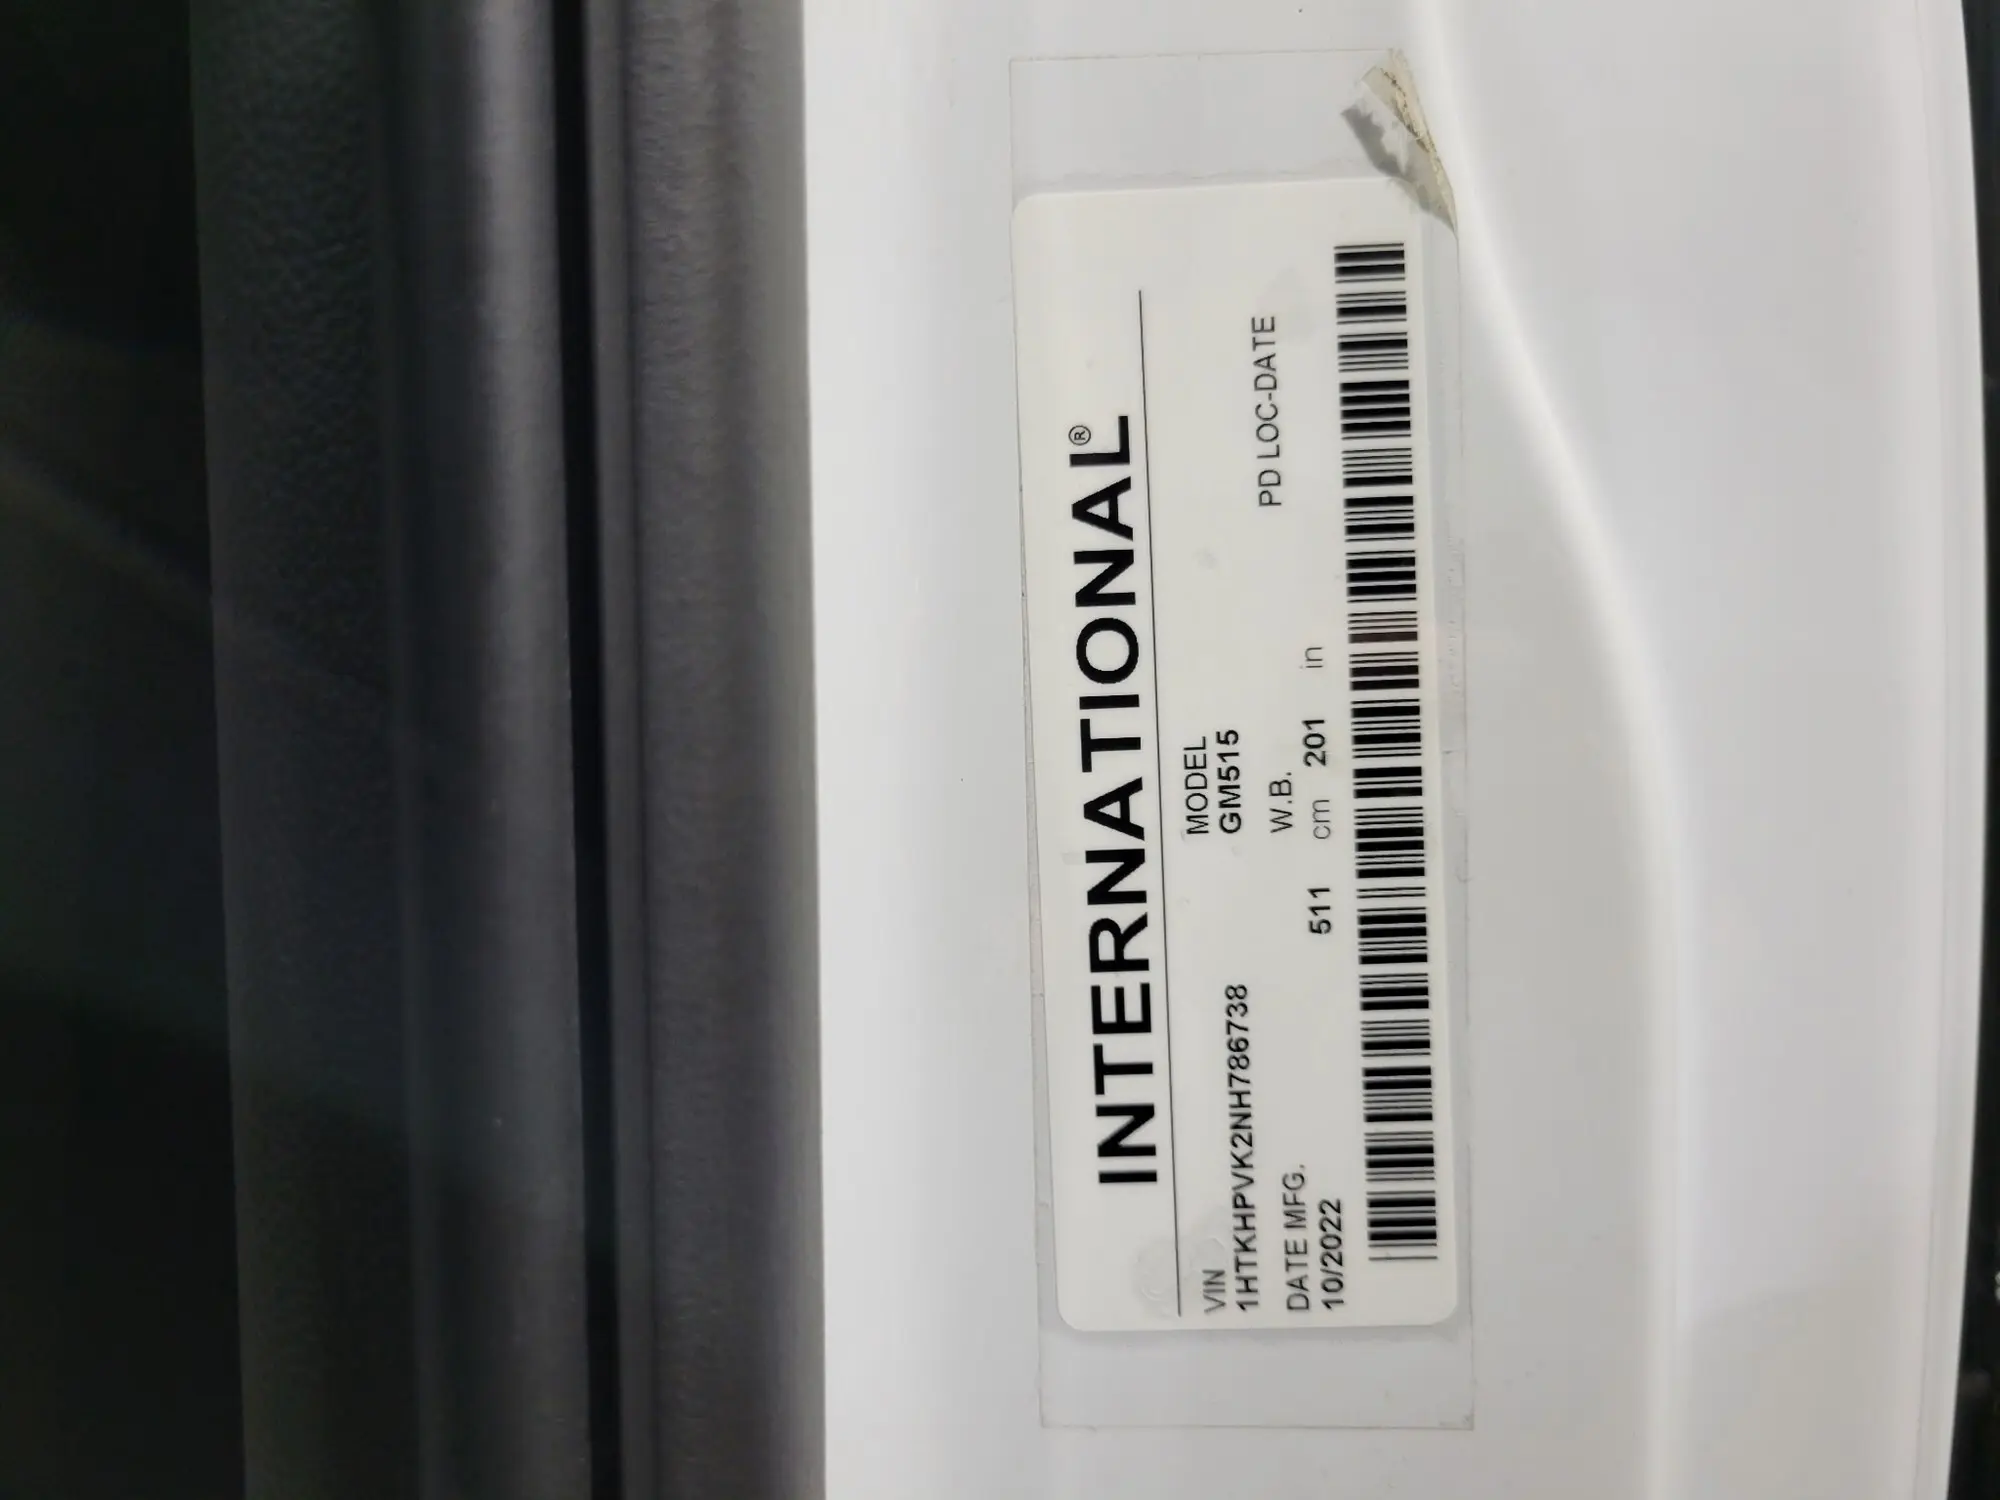 INTERNATIONAL®
VIN MODEL
1HTKHPVK2NH786738 GM515
DATE MFG. W.B. PD LOC-DATE
10/2022 511 cm 201 in